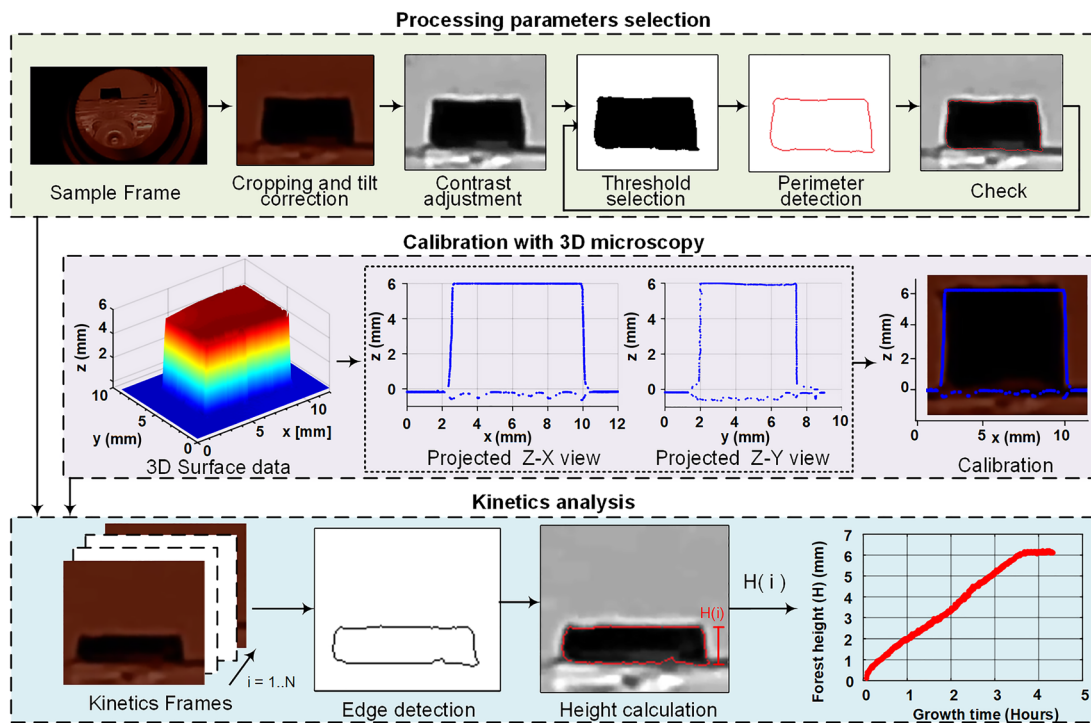 Processing parameters selection
Sample Frame
Cropping and tilt
correction
Contrast
adjustment
Threshold
selection
Perimeter
detection
Check
Calibration with 3D microscopy
6
4
2
0
z (mm)
10
5
0
y (mm)
0
5
10
x [mm]
3D Surface data
6
4
2
0
z (mm)
0 2 4 6 8 10 12
x (mm)
Projected Z-X view
6
4
2
0
z (mm)
0 2 4 6 8 10
y (mm)
Projected Z-Y view
6
4
2
0
z (mm)
0 5 10
x (mm)
Calibration
Kinetics analysis
i = 1..N
Kinetics Frames
Edge detection
H(i)
Height calculation
H( i )
7
6
5
4
3
2
1
0
Forest height (H) (mm)
0 1 2 3 4 5
Growth time (Hours)